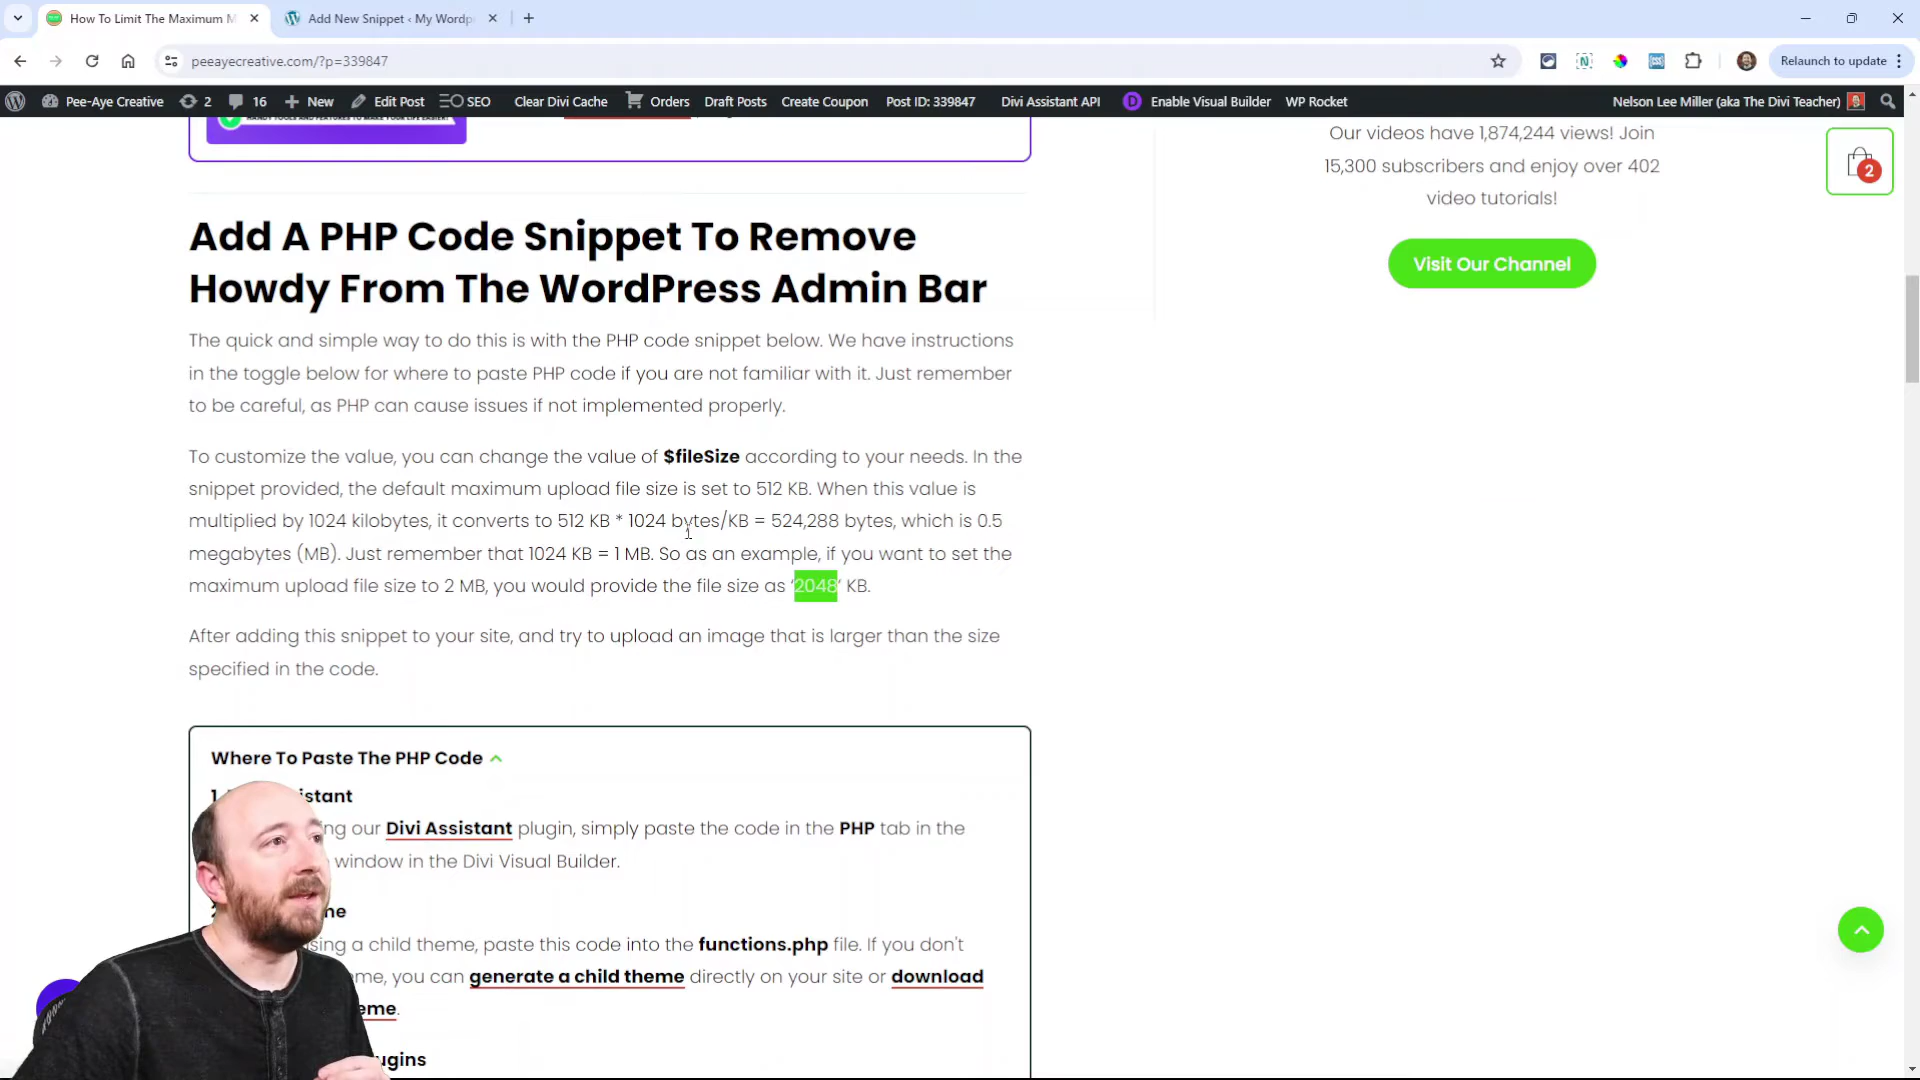 How To Limit The Maximum M
Add New Snippet ‹ My Wordp
peeayecreative.com/?p=339847
Relaunch to update
Pee-Aye Creative
2
16
New
Edit Post
SEO
Clear Divi Cache
Orders
Draft Posts
Create Coupon
Post ID: 339847
Divi Assistant API
Enable Visual Builder
WP Rocket
Nelson Lee Miller (aka The Divi Teacher)
Our videos have 1,874,244 views! Join
15,300 subscribers and enjoy over 402
video tutorials!
2
Visit Our Channel
Add A PHP Code Snippet To Remove
Howdy From The WordPress Admin Bar
The quick and simple way to do this is with the PHP code snippet below. We have instructions
in the toggle below for where to paste PHP code if you are not familiar with it. Just remember
to be careful, as PHP can cause issues if not implemented properly.
To customize the value, you can change the value of $fileSize according to your needs. In the
snippet provided, the default maximum upload file size is set to 512 KB. When this value is
multiplied by 1024 kilobytes, it converts to 512 KB * 1024 bytes/KB = 524,288 bytes, which is 0.5
megabytes (MB). Just remember that 1024 KB = 1 MB. So as an example, if you want to set the
maximum upload file size to 2 MB, you would provide the file size as ‘2048‘ KB.
After adding this snippet to your site, and try to upload an image that is larger than the size
specified in the code.
Where To Paste The PHP Code
istant
ng our Divi Assistant plugin, simply paste the code in the PHP tab in the
window in the Divi Visual Builder.
me
sing a child theme, paste this code into the functions.php file. If you don't
me, you can generate a child theme directly on your site or download
eme.
ugins